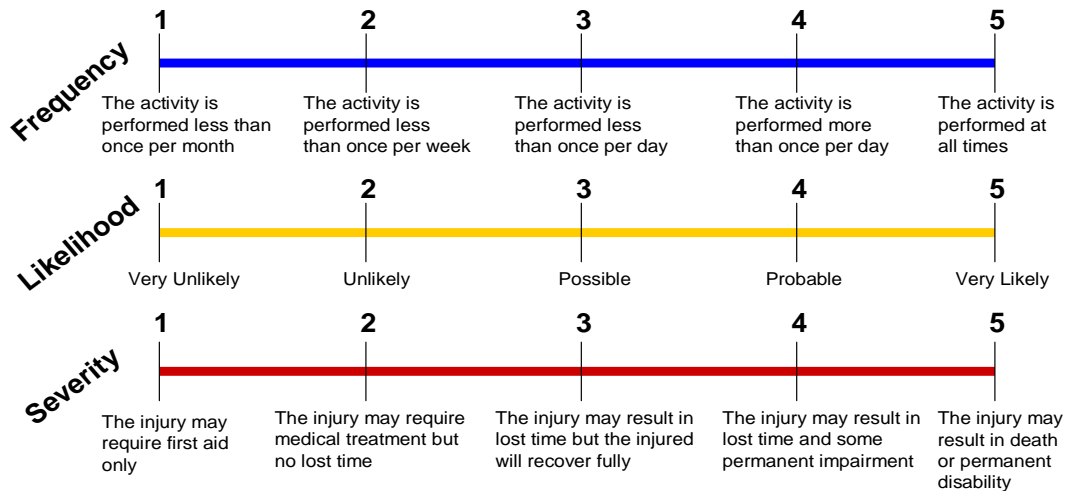 1 2 3 4 5
Frequency
The activity is performed less than once per month
The activity is performed less than once per week
The activity is performed less than once per day
The activity is performed more than once per day
The activity is performed at all times
1 2 3 4 5
Likelihood
Very Unlikely
Unlikely
Possible
Probable
Very Likely
1 2 3 4 5
Severity
The injury may require first aid only
The injury may require medical treatment but no lost time
The injury may result in lost time but the injured will recover fully
The injury may result in lost time and some permanent impairment
The injury may result in death or permanent disability